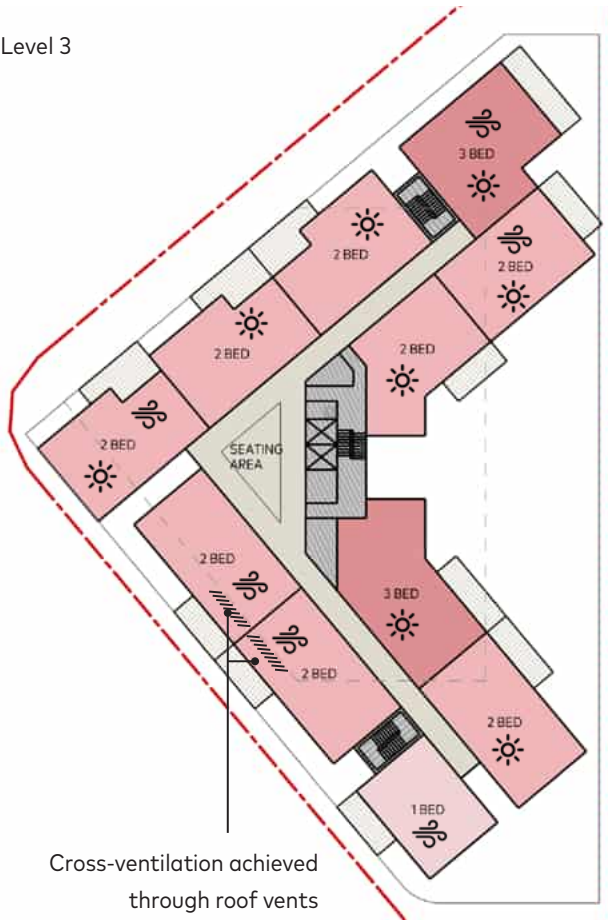 Level 3
3 BED
2 BED
2 BED
2 BED
2 BED
2 BED
SEATING
AREA
2 BED
3 BED
2 BED
2 BED
1 BED
Cross-ventilation achieved
through roof vents